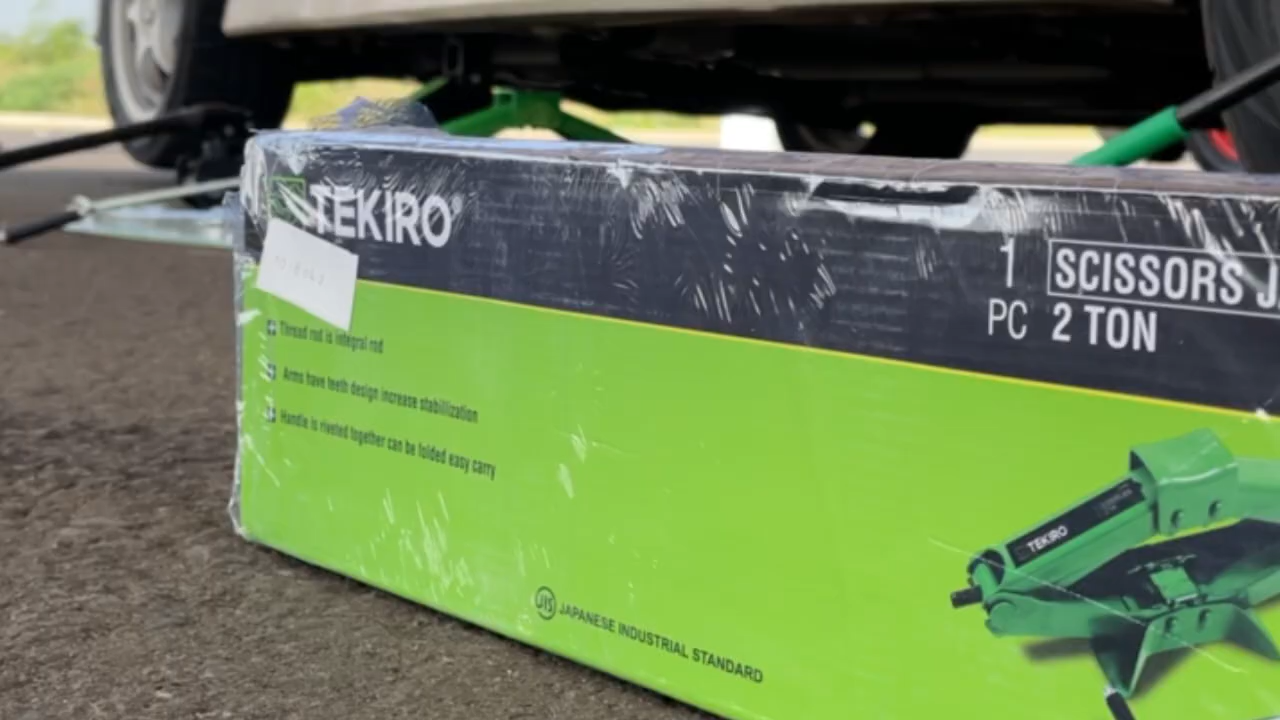 TEKIRO®
1 PC
SCISSORS J
2 TON
Thread rod is integral rod
Arms have teeth design increase stabillization
Handle is riveted together can be folded easy carry
TEKIRO
JIS JAPANESE INDUSTRIAL STANDARD